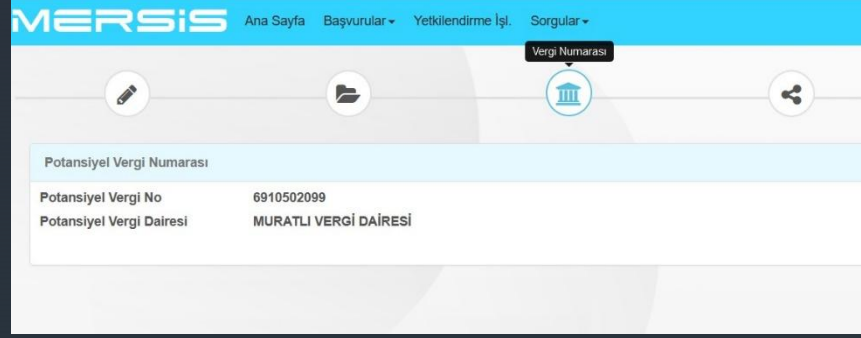 MERSİS Ana Sayfa Başvurular Yetkilendirme İşl. Sorgular
Vergi Numarası
Potansiyel Vergi Numarası
Potansiyel Vergi No 6910502099
Potansiyel Vergi Dairesi MURATLI VERGİ DAİRESİ